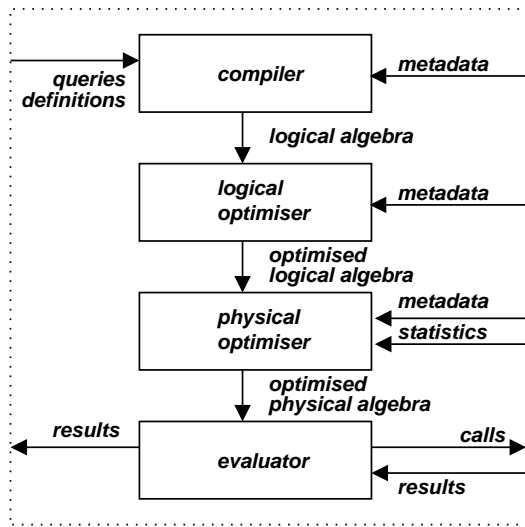 compiler
metadata
queries
definitions
logical algebra
logical
optimiser
metadata
optimised
logical algebra
physical
optimiser
metadata
statistics
optimised
physical algebra
results
evaluator
calls
results